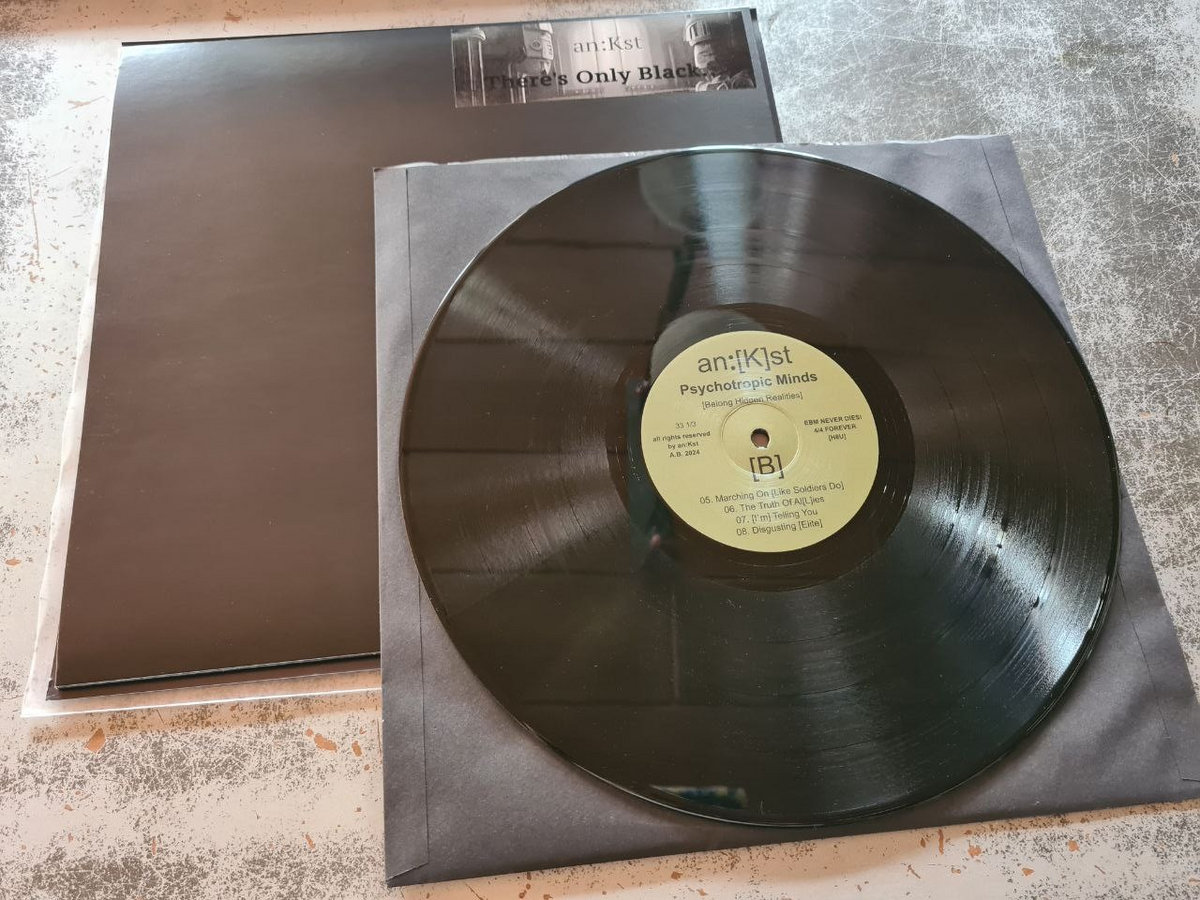 an:Kst
There's Only Black.
an:[K]st
Psychotropic Minds
[Belong Hidden Realities]
33 1/3
all rights reserved
by an:Kst
A.B. 2024
EBM NEVER DIES!
4/4 FOREVER
[H8U]
[B]
05. Marching On [Like Soldiers Do]
06. The Truth Of Al[L]ies
07. [I'm] Telling You
08. Disgusting [Elite]